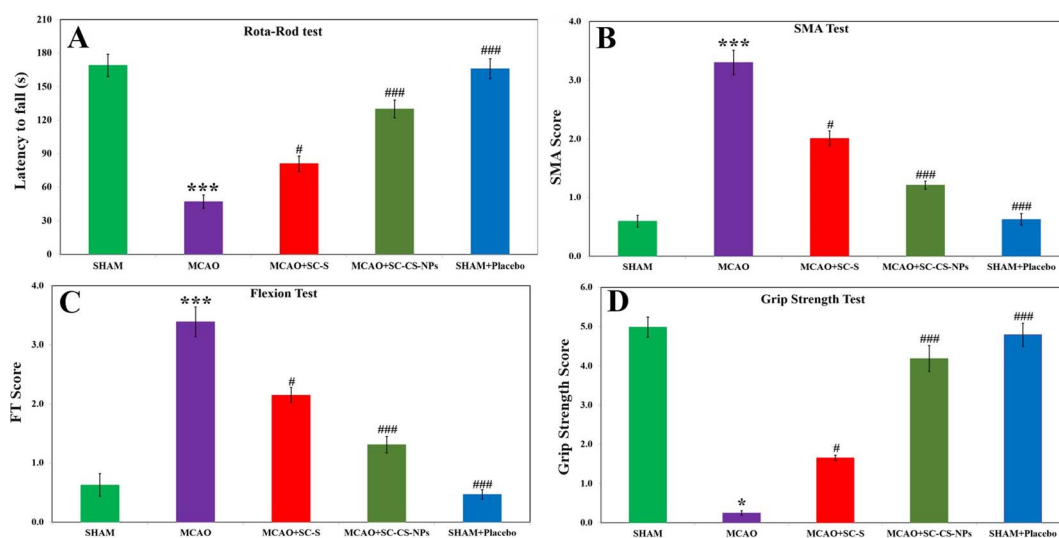 A
Rota-Rod test
Latency to fall (s)
210
180
150
120
90
60
30
0
***
#
###
###
SHAM
MCAO
MCAO+SC-S
MCAO+SC-CS-NPs
SHAM+Placebo
B
SMA Test
SMA Score
4.0
3.0
2.0
1.0
0.0
***
#
###
###
SHAM
MCAO
MCAO+SC-S
MCAO+SC-CS-NPs
SHAM+Placebo
C
Flexion Test
FT Score
4.0
3.0
2.0
1.0
0.0
***
#
###
###
SHAM
MCAO
MCAO+SC-S
MCAO+SC-CS-NPs
SHAM+Placebo
D
Grip Strength Test
Grip Strength Score
6.0
5.0
4.0
3.0
2.0
1.0
0.0
*
#
###
###
SHAM
MCAO
MCAO+SC-S
MCAO+SC-CS-NPs
SHAM+Placebo